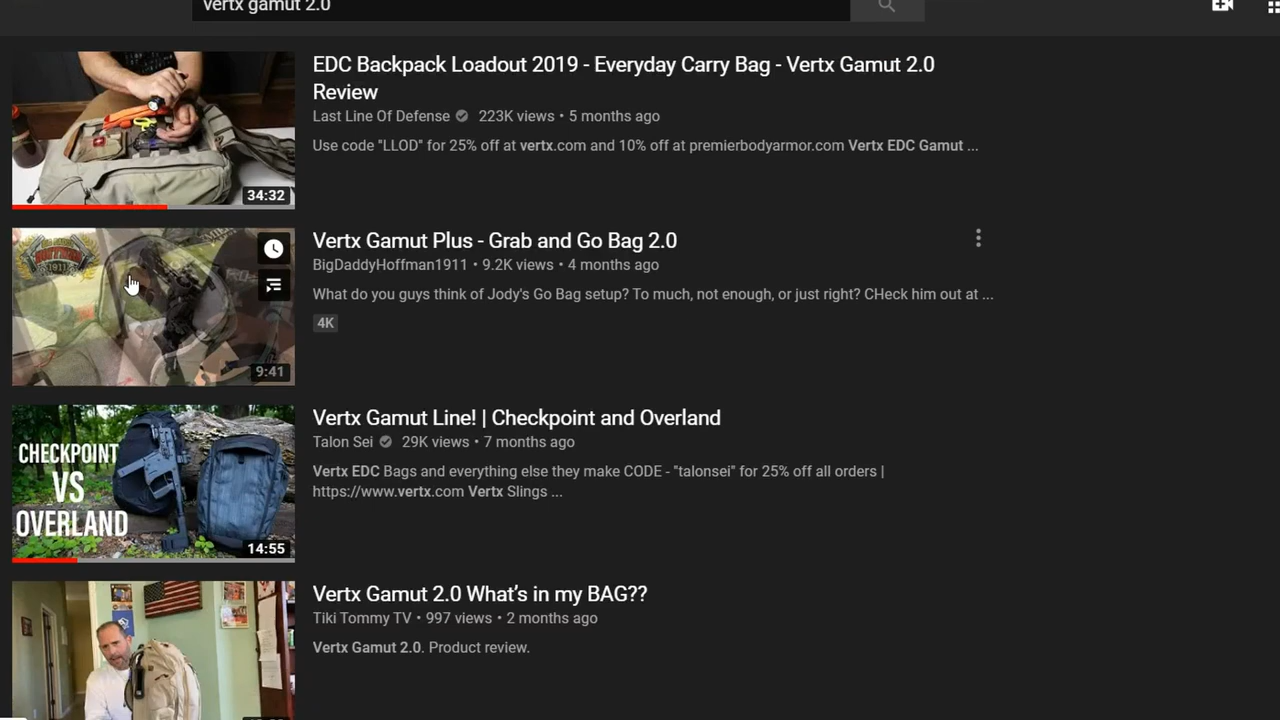 vertx gamut 2.0
EDC Backpack Loadout 2019 - Everyday Carry Bag - Vertx Gamut 2.0
Review
Last Line Of Defense 223K views • 5 months ago
Use code "LLOD" for 25% off at vertx.com and 10% off at premierbodyarmor.com Vertx EDC Gamut ...
34:32
Vertx Gamut Plus - Grab and Go Bag 2.0
BigDaddyHoffman1911 • 9.2K views • 4 months ago
What do you guys think of Jody's Go Bag setup? To much, not enough, or just right? CHeck him out at ...
4K
1911
9:41
Vertx Gamut Line! | Checkpoint and Overland
Talon Sei 29K views • 7 months ago
Vertx EDC Bags and everything else they make CODE - "talonsei" for 25% off all orders |
https://www.vertx.com Vertx Slings ...
CHECKPOINT
VS
OVERLAND
14:55
Vertx Gamut 2.0 What's in my BAG??
Tiki Tommy TV • 997 views • 2 months ago
Vertx Gamut 2.0. Product review.